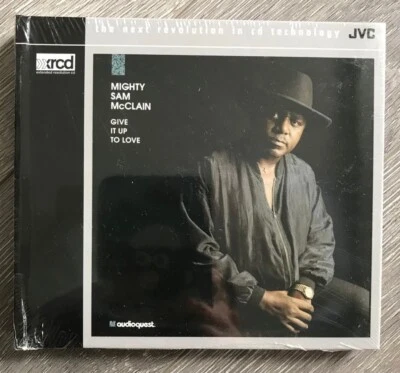 xrcd
extended resolution cd
the next revolution in cd technology
JVC
MIGHTY
SAM
McCLAIN
GIVE
IT UP
TO LOVE
audioquest.